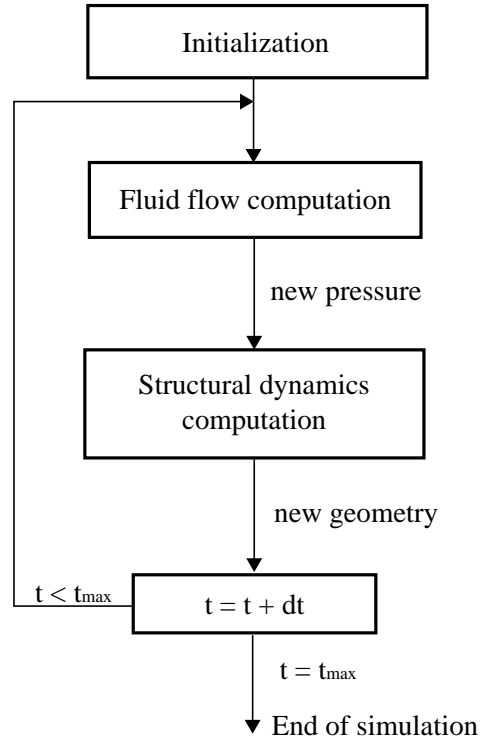 Initialization
Fluid flow computation
new pressure
Structural dynamics
computation
new geometry
t < tmax
t = t + dt
t = tmax
End of simulation